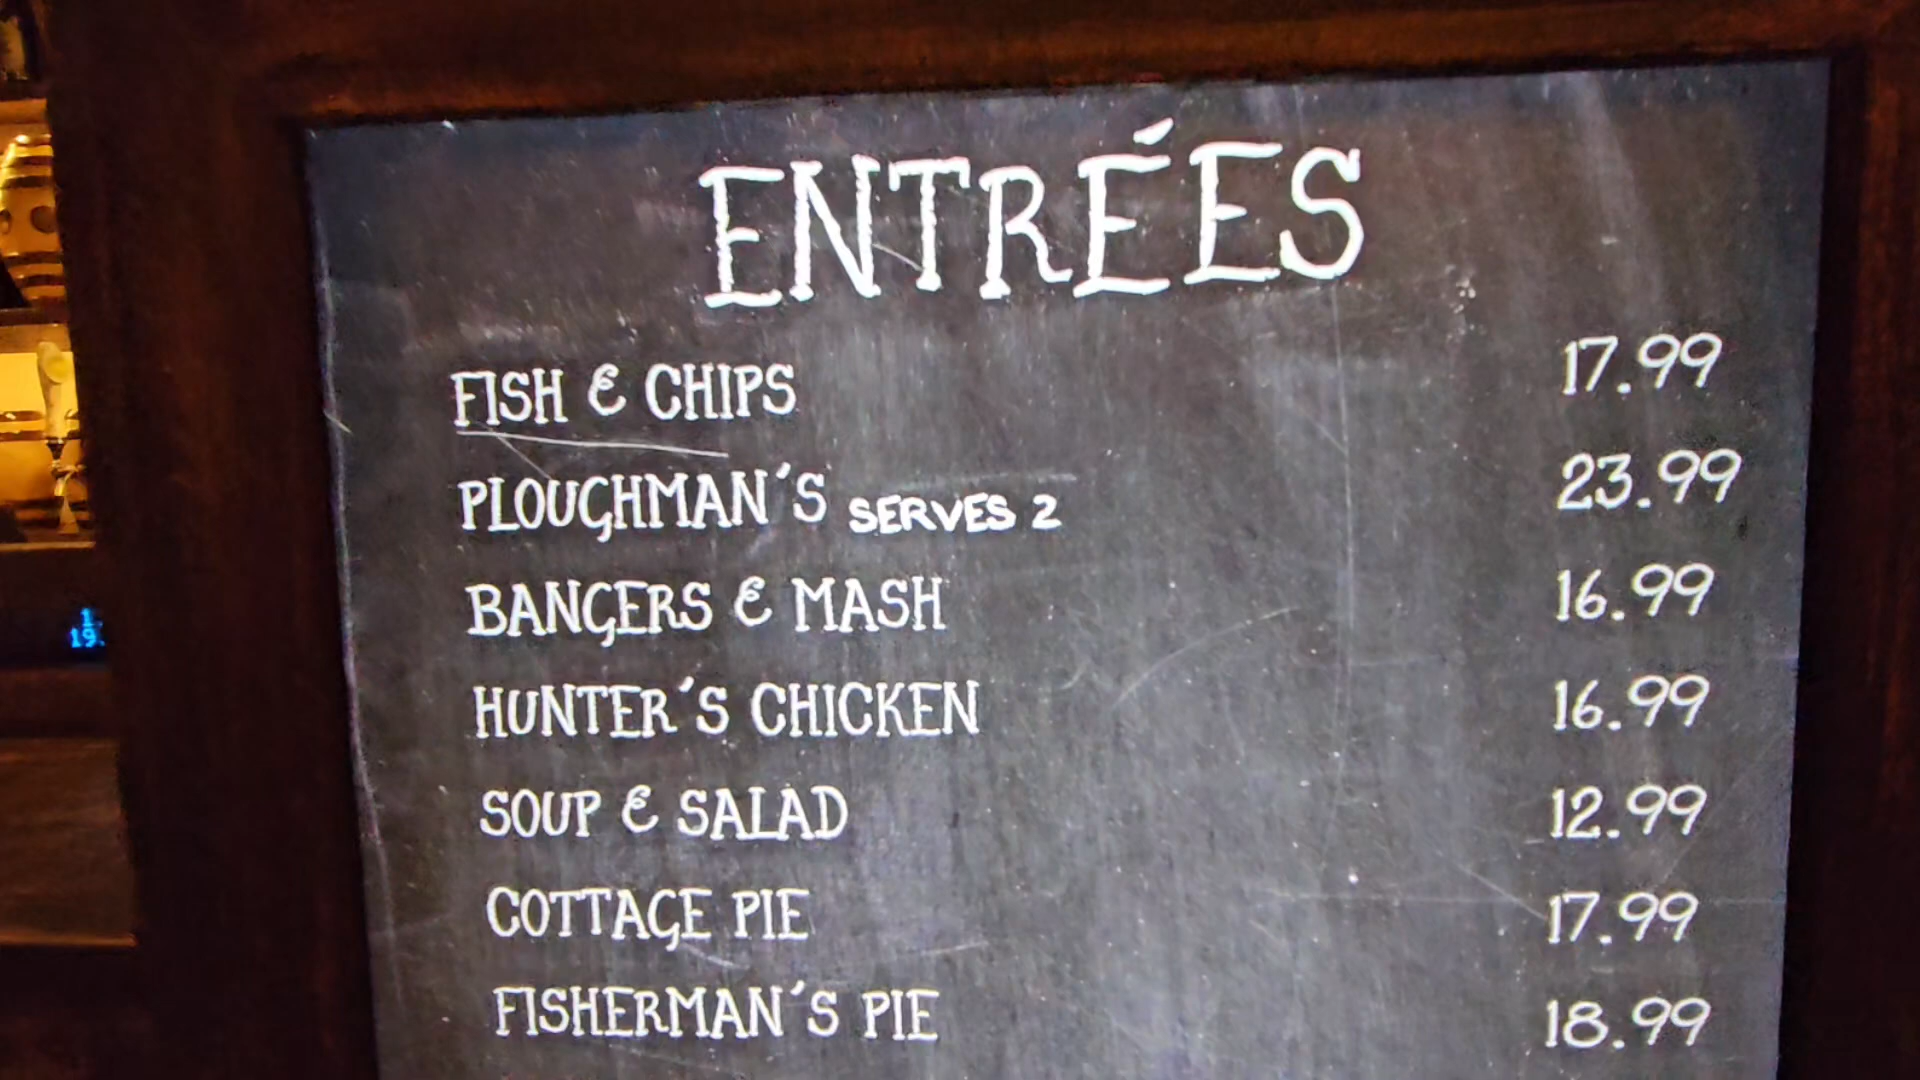 ENTRÉES
FISH & CHIPS 17.99
PLOUGHMAN'S SERVES 2 23.99
BANGERS & MASH 16.99
HUNTER'S CHICKEN 16.99
SOUP & SALAD 12.99
COTTAGE PIE 17.99
FISHERMAN'S PIE 18.99